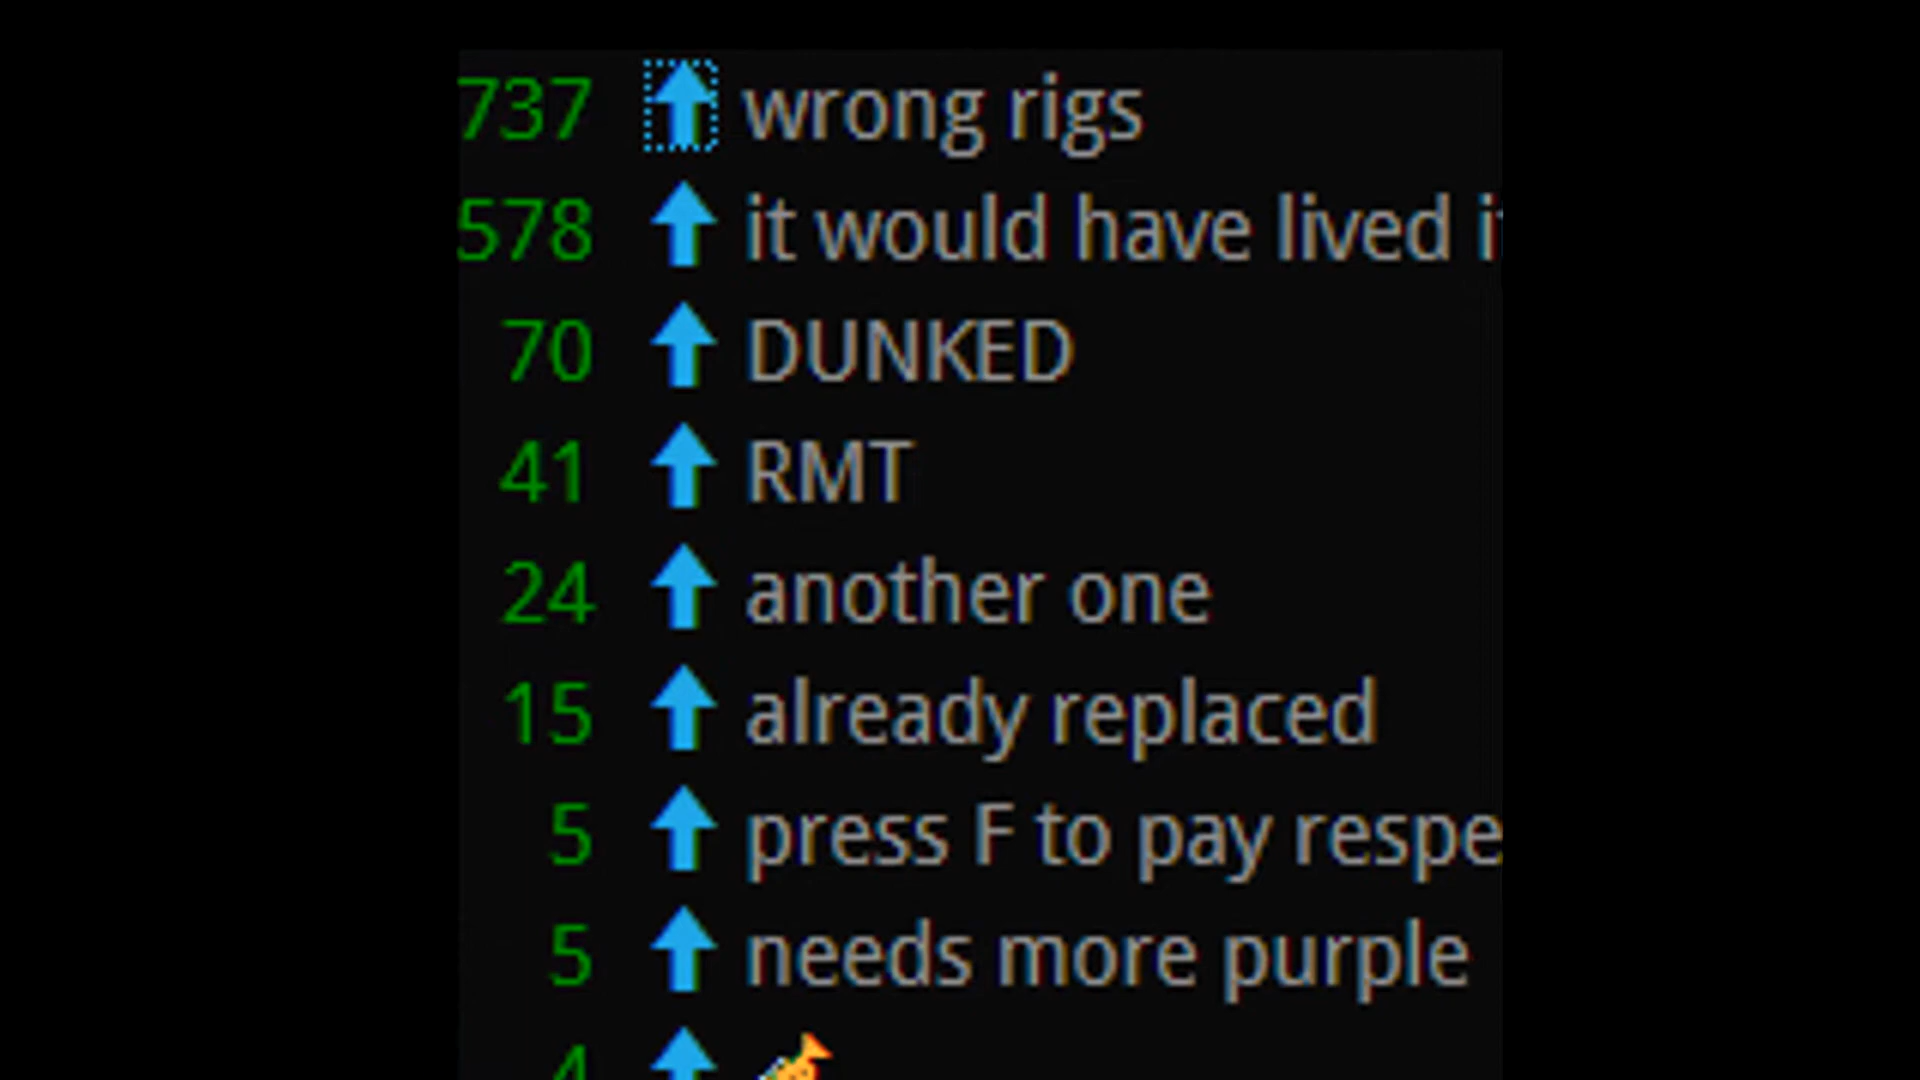 737 wrong rigs
578 it would have lived
70 DUNKED
41 RMT
24 another one
15 already replaced
5 press F to pay respe
5 needs more purple
4